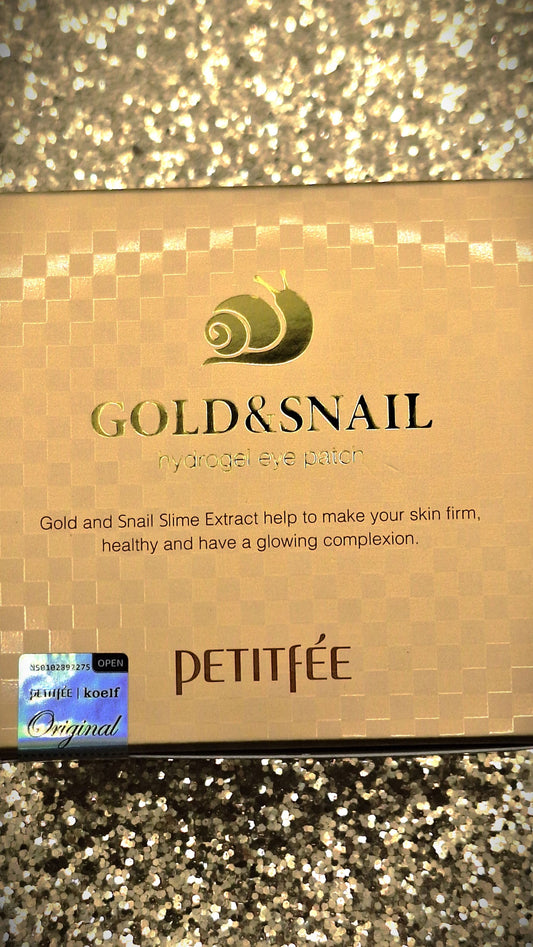 GOLD&SNAIL
hydrogel eye patch
Gold and Snail Slime Extract help to make your skin firm,
healthy and have a glowing complexion.
PETITFÉE
NS0102897275 OPEN
PETITFÉE | koelf
Original